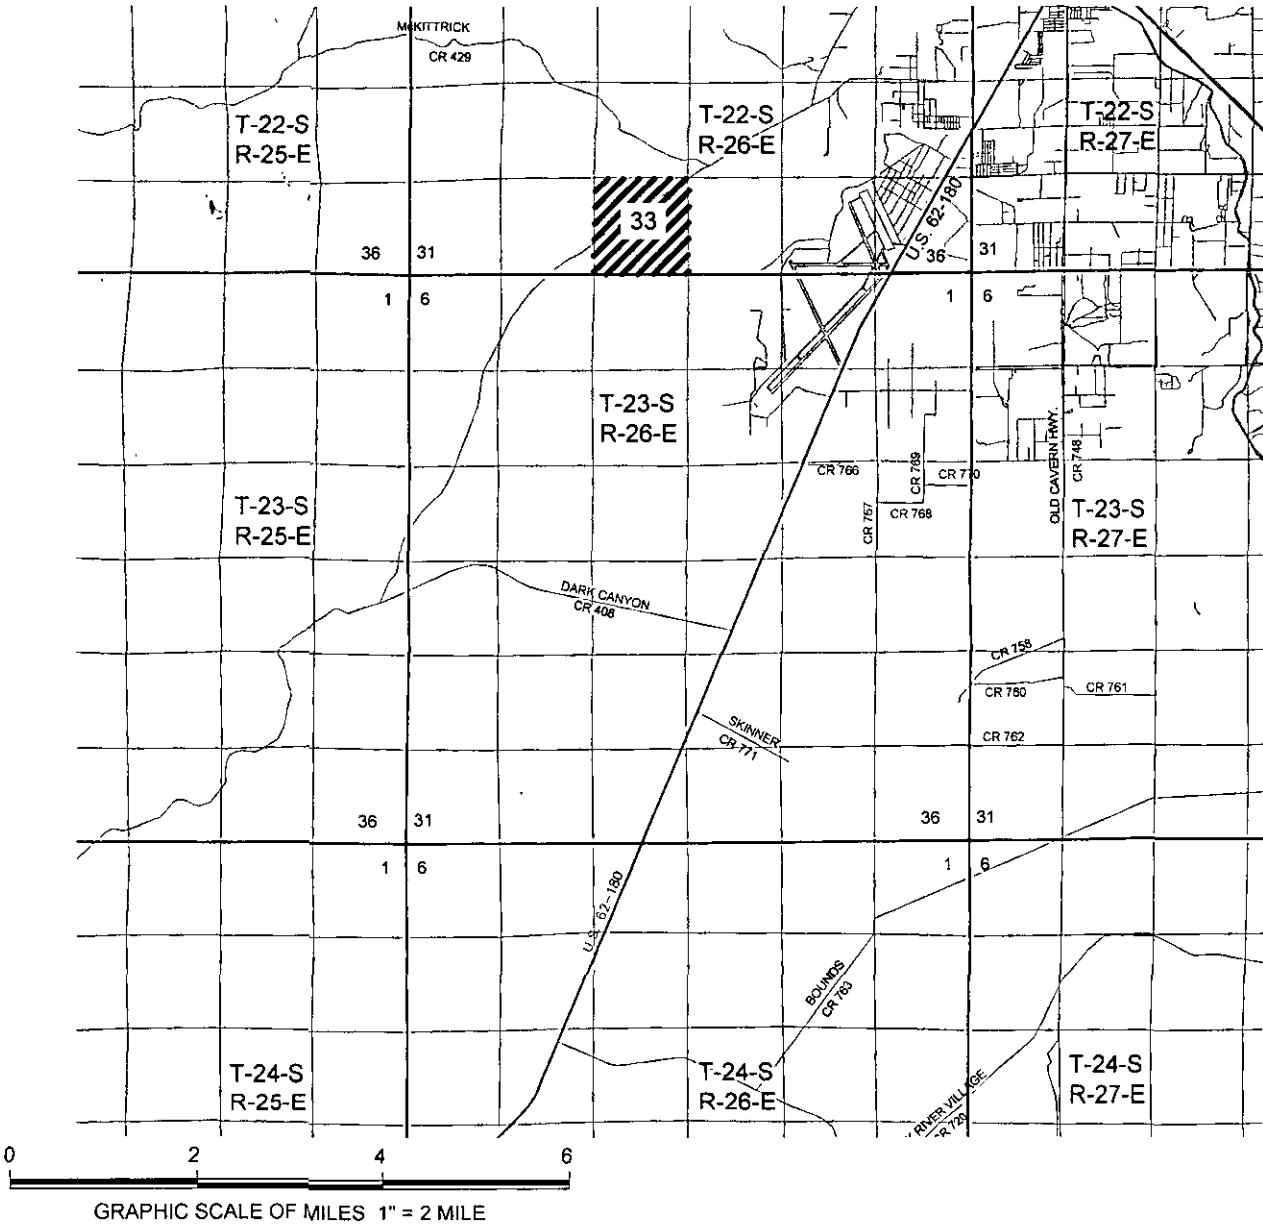 McKITTRICK
CR 429
T-22-S
R-25-E
T-22-S
R-26-E
T-22-S
R-27-E
33
U.S. 62-180
36
31
36
31
1
6
1
6
T-23-S
R-26-E
OLD CAVERN HWY.
CR 748
CR 766
CR 769
CR 770
T-23-S
R-25-E
CR 767
CR 768
T-23-S
R-27-E
DARK CANYON
CR 408
CR 758
CR 760
CR 761
SKINNER
CR 771
CR 762
36
31
36
31
1
6
1
6
U.S. 62-180
BOUNDS
CR 763
T-24-S
R-25-E
T-24-S
R-26-E
RIVER VILLAGE
CR 720
T-24-S
R-27-E
0
2
4
6
GRAPHIC SCALE OF MILES 1" = 2 MILE